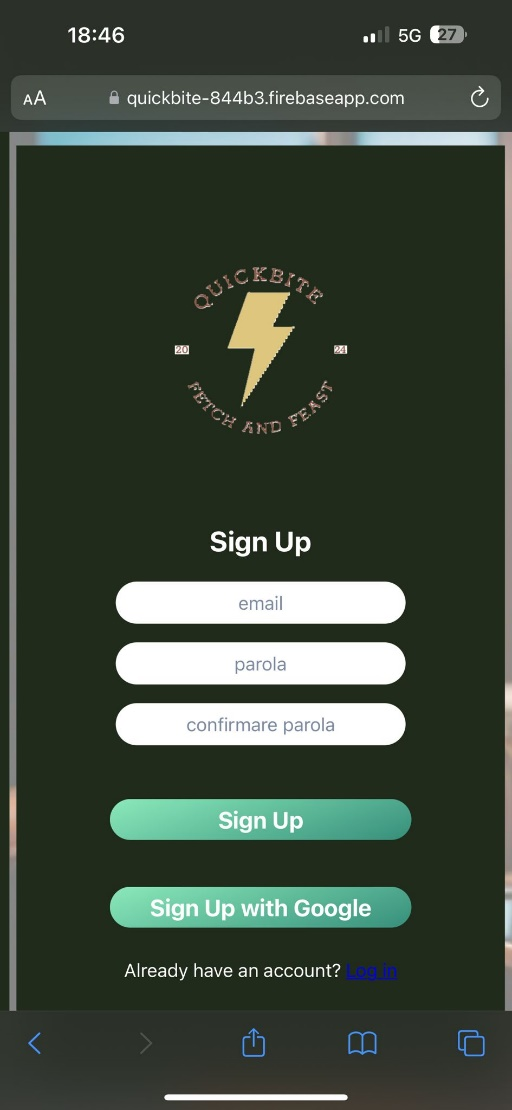 18:46
5G
27
AA
quickbite-844b3.firebaseapp.com
QUICKBITE
20
24
FETCH AND FEAST
Sign Up
email
parola
confirmare parola
Sign Up
Sign Up with Google
Already have an account? Log in